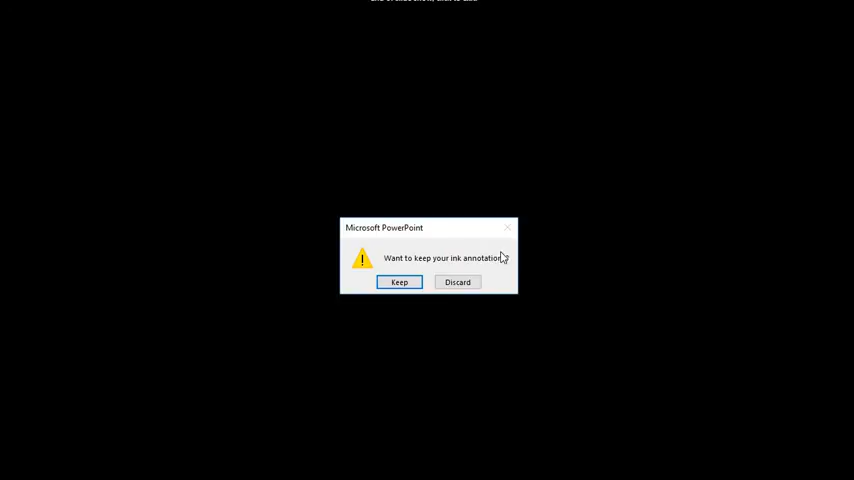 Microsoft PowerPoint
Want to keep your ink annotation
Keep
Discard